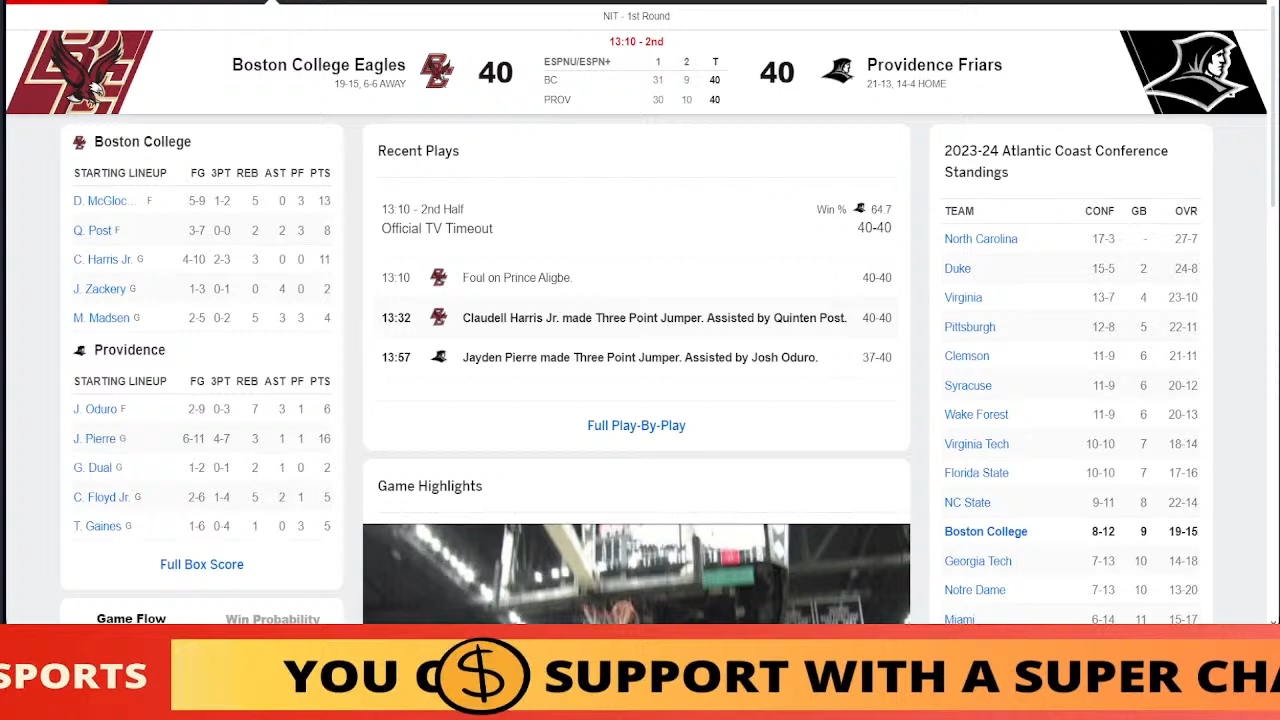 NIT - 1st Round
13:10 - 2nd
Boston College Eagles
19-15, 6-6 AWAY
40
ESPNU/ESPN+ 1 2 T
BC 31 9 40
PROV 30 10 40
40
Providence Friars
21-13, 14-4 HOME
Boston College
STARTING LINEUP FG 3PT REB AST PF PTS
D. McGloc... F 5-9 1-2 5 0 3 13
Q. Post F 3-7 0-0 2 2 3 8
C. Harris Jr. G 4-10 2-3 3 0 0 11
J. Zackery G 1-3 0-1 0 4 0 2
M. Madsen G 2-5 0-2 5 3 3 4
Providence
STARTING LINEUP FG 3PT REB AST PF PTS
J. Oduro F 2-9 0-3 7 3 1 6
J. Pierre G 6-11 4-7 3 1 1 16
G. Dual G 1-2 0-1 2 1 0 2
C. Floyd Jr. G 2-6 1-4 5 2 1 5
T. Gaines G 1-6 0-4 1 0 3 5
Full Box Score
Game Flow Win Probability
Recent Plays
13:10 - 2nd Half Win % 64.7
Official TV Timeout 40-40
13:10 Foul on Prince Aligbe. 40-40
13:32 Claudell Harris Jr. made Three Point Jumper. Assisted by Quinten Post. 40-40
13:57 Jayden Pierre made Three Point Jumper. Assisted by Josh Oduro. 37-40
Full Play-By-Play
Game Highlights
2023-24 Atlantic Coast Conference
Standings
TEAM CONF GB OVR
North Carolina 17-3 - 27-7
Duke 15-5 2 24-8
Virginia 13-7 4 23-10
Pittsburgh 12-8 5 22-11
Clemson 11-9 6 21-11
Syracuse 11-9 6 20-12
Wake Forest 11-9 6 20-13
Virginia Tech 10-10 7 18-14
Florida State 10-10 7 17-16
NC State 9-11 8 22-14
Boston College 8-12 9 19-15
Georgia Tech 7-13 10 14-18
Notre Dame 7-13 10 13-20
Miami 6-14 11 15-17
SPORTS
YOU C $ SUPPORT WITH A SUPER CHA